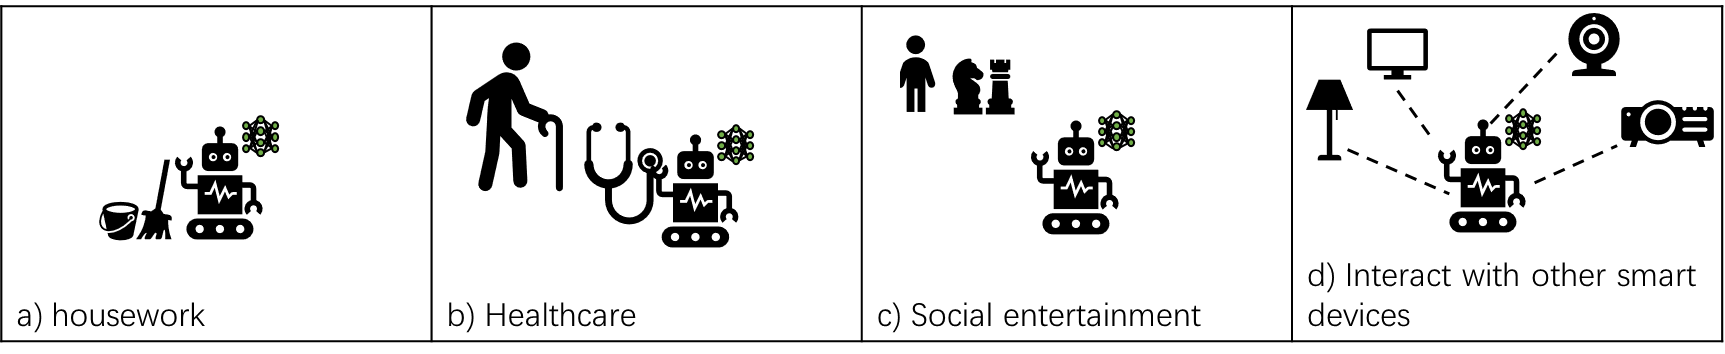 a) housework
b) Healthcare
c) Social entertainment
d) Interact with other smart
devices